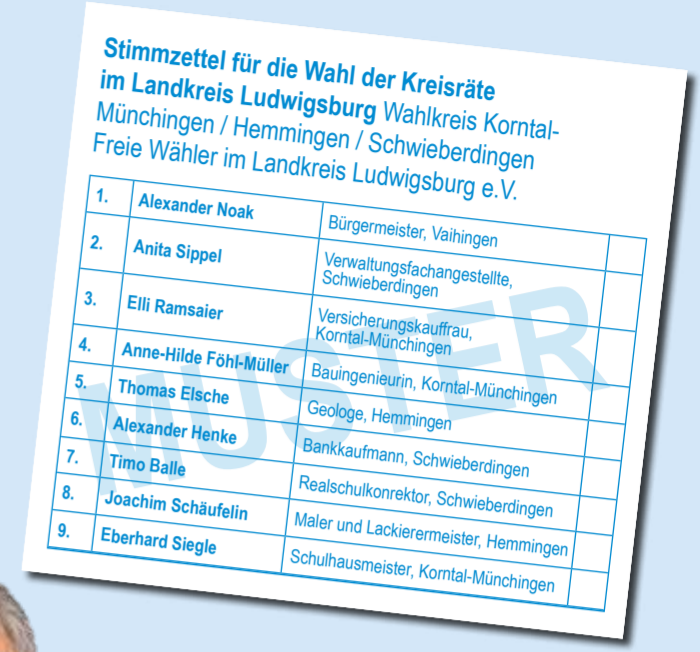 Stimmzettel für die Wahl der Kreisräte
im Landkreis Ludwigsburg Wahlkreis Korntal-
Münchingen / Hemmingen / Schwieberdingen
Freie Wähler im Landkreis Ludwigsburg e.V.
1. Alexander Noak Bürgermeister, Vaihingen
2. Anita Sippel Verwaltungsfachangestellte,
Schwieberdingen
3. Elli Ramsaier Versicherungskauffrau,
Korntal-Münchingen
4. Anne-Hilde Föhl-Müller Bauingenieurin, Korntal-Münchingen
5. Thomas Elsche Geologe, Hemmingen
6. Alexander Henke Bankkaufmann, Schwieberdingen
7. Timo Balle Realschulkonrektor, Schwieberdingen
8. Joachim Schäufelin Maler und Lackierermeister, Hemmingen
9. Eberhard Siegle Schulhausmeister, Korntal-Münchingen
MUSTER